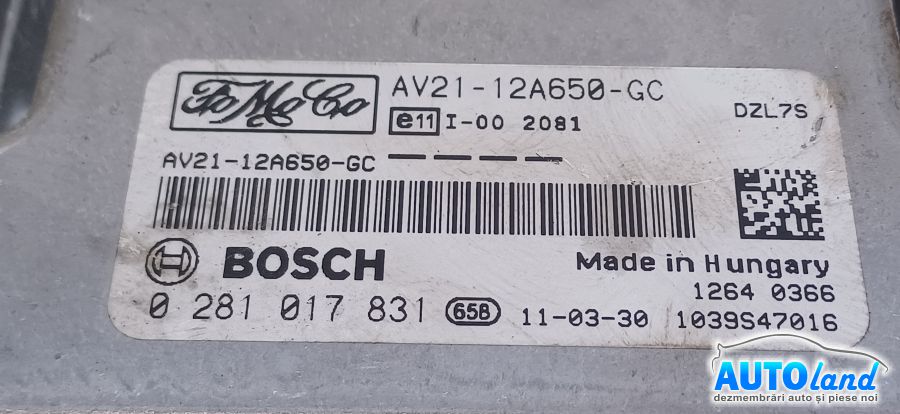 FoMoCo
AV21-12A650-GC
DZL7S
e11 I-00 2081
AV21-12A650-GC
BOSCH
Made in Hungary
1264 0366
0 281 017 831 65B 11-03-30 1039S47016
AUTOland
dezmembrări auto și piese noi